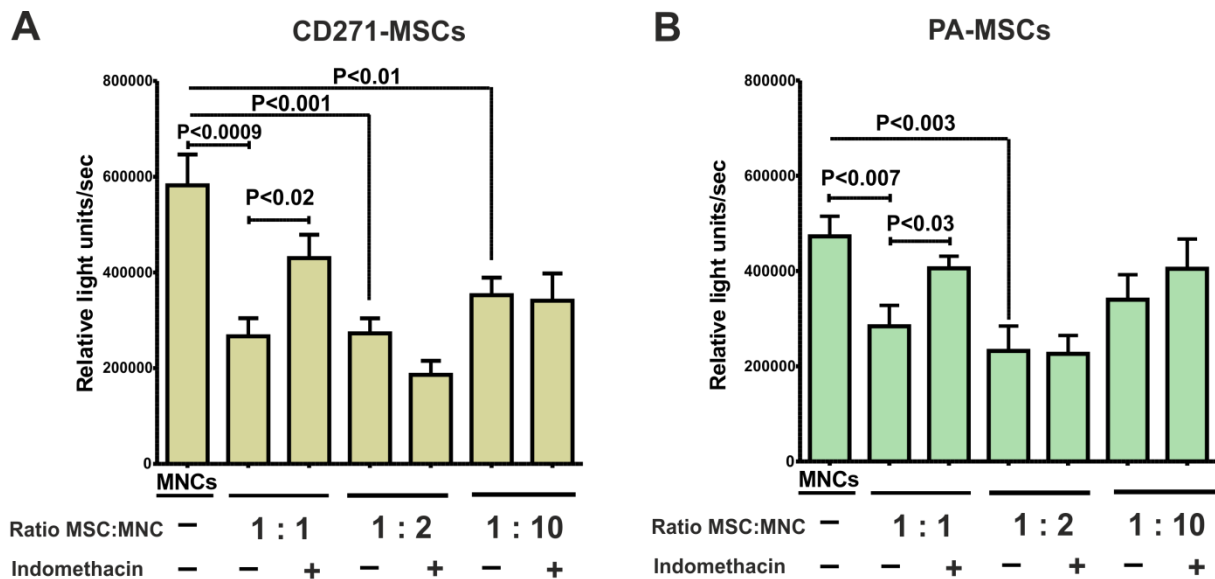 A
CD271-MSCs
Relative light units/sec
800000
600000
400000
200000
0
P<0.01
P<0.001
P<0.0009
P<0.02
MNCs
Ratio MSC:MNC – 1 : 1 1 : 2 1 : 10
Indomethacin – – + – + – +
B
PA-MSCs
Relative light units/sec
800000
600000
400000
200000
0
P<0.003
P<0.007
P<0.03
MNCs
Ratio MSC:MNC – 1 : 1 1 : 2 1 : 10
Indomethacin – – + – + – +